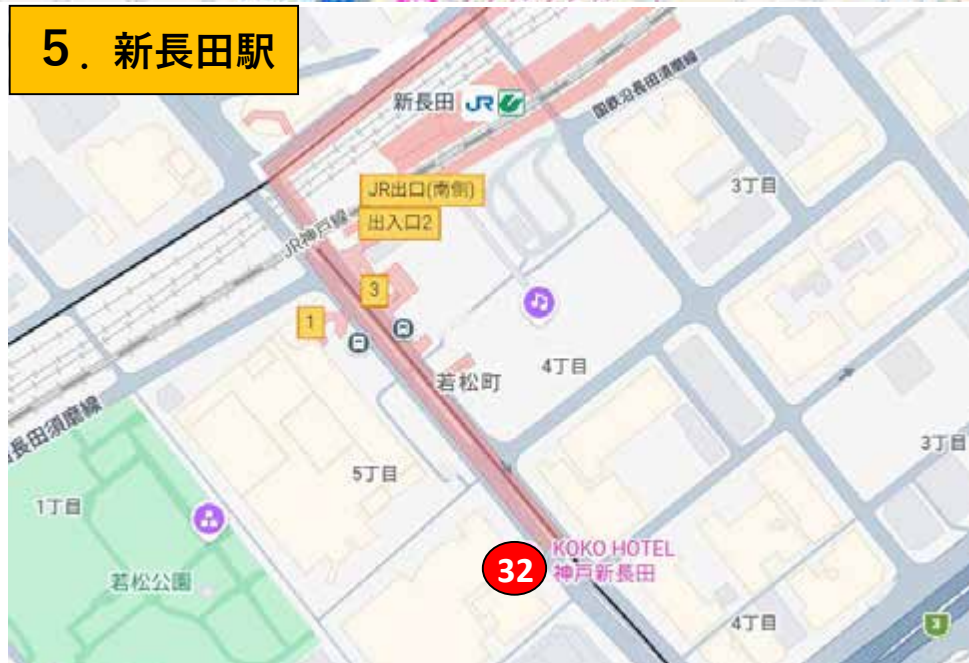 5．新長田駅
新長田 JR
国鉄沿長田須磨線
3丁目
JR出口(南側)
出入口2
JR神戸線
3
1
4丁目
若松町
長田須磨線
5丁目
3丁目
1丁目
若松公園
32
KOKO HOTEL
神戸新長田
4丁目
3